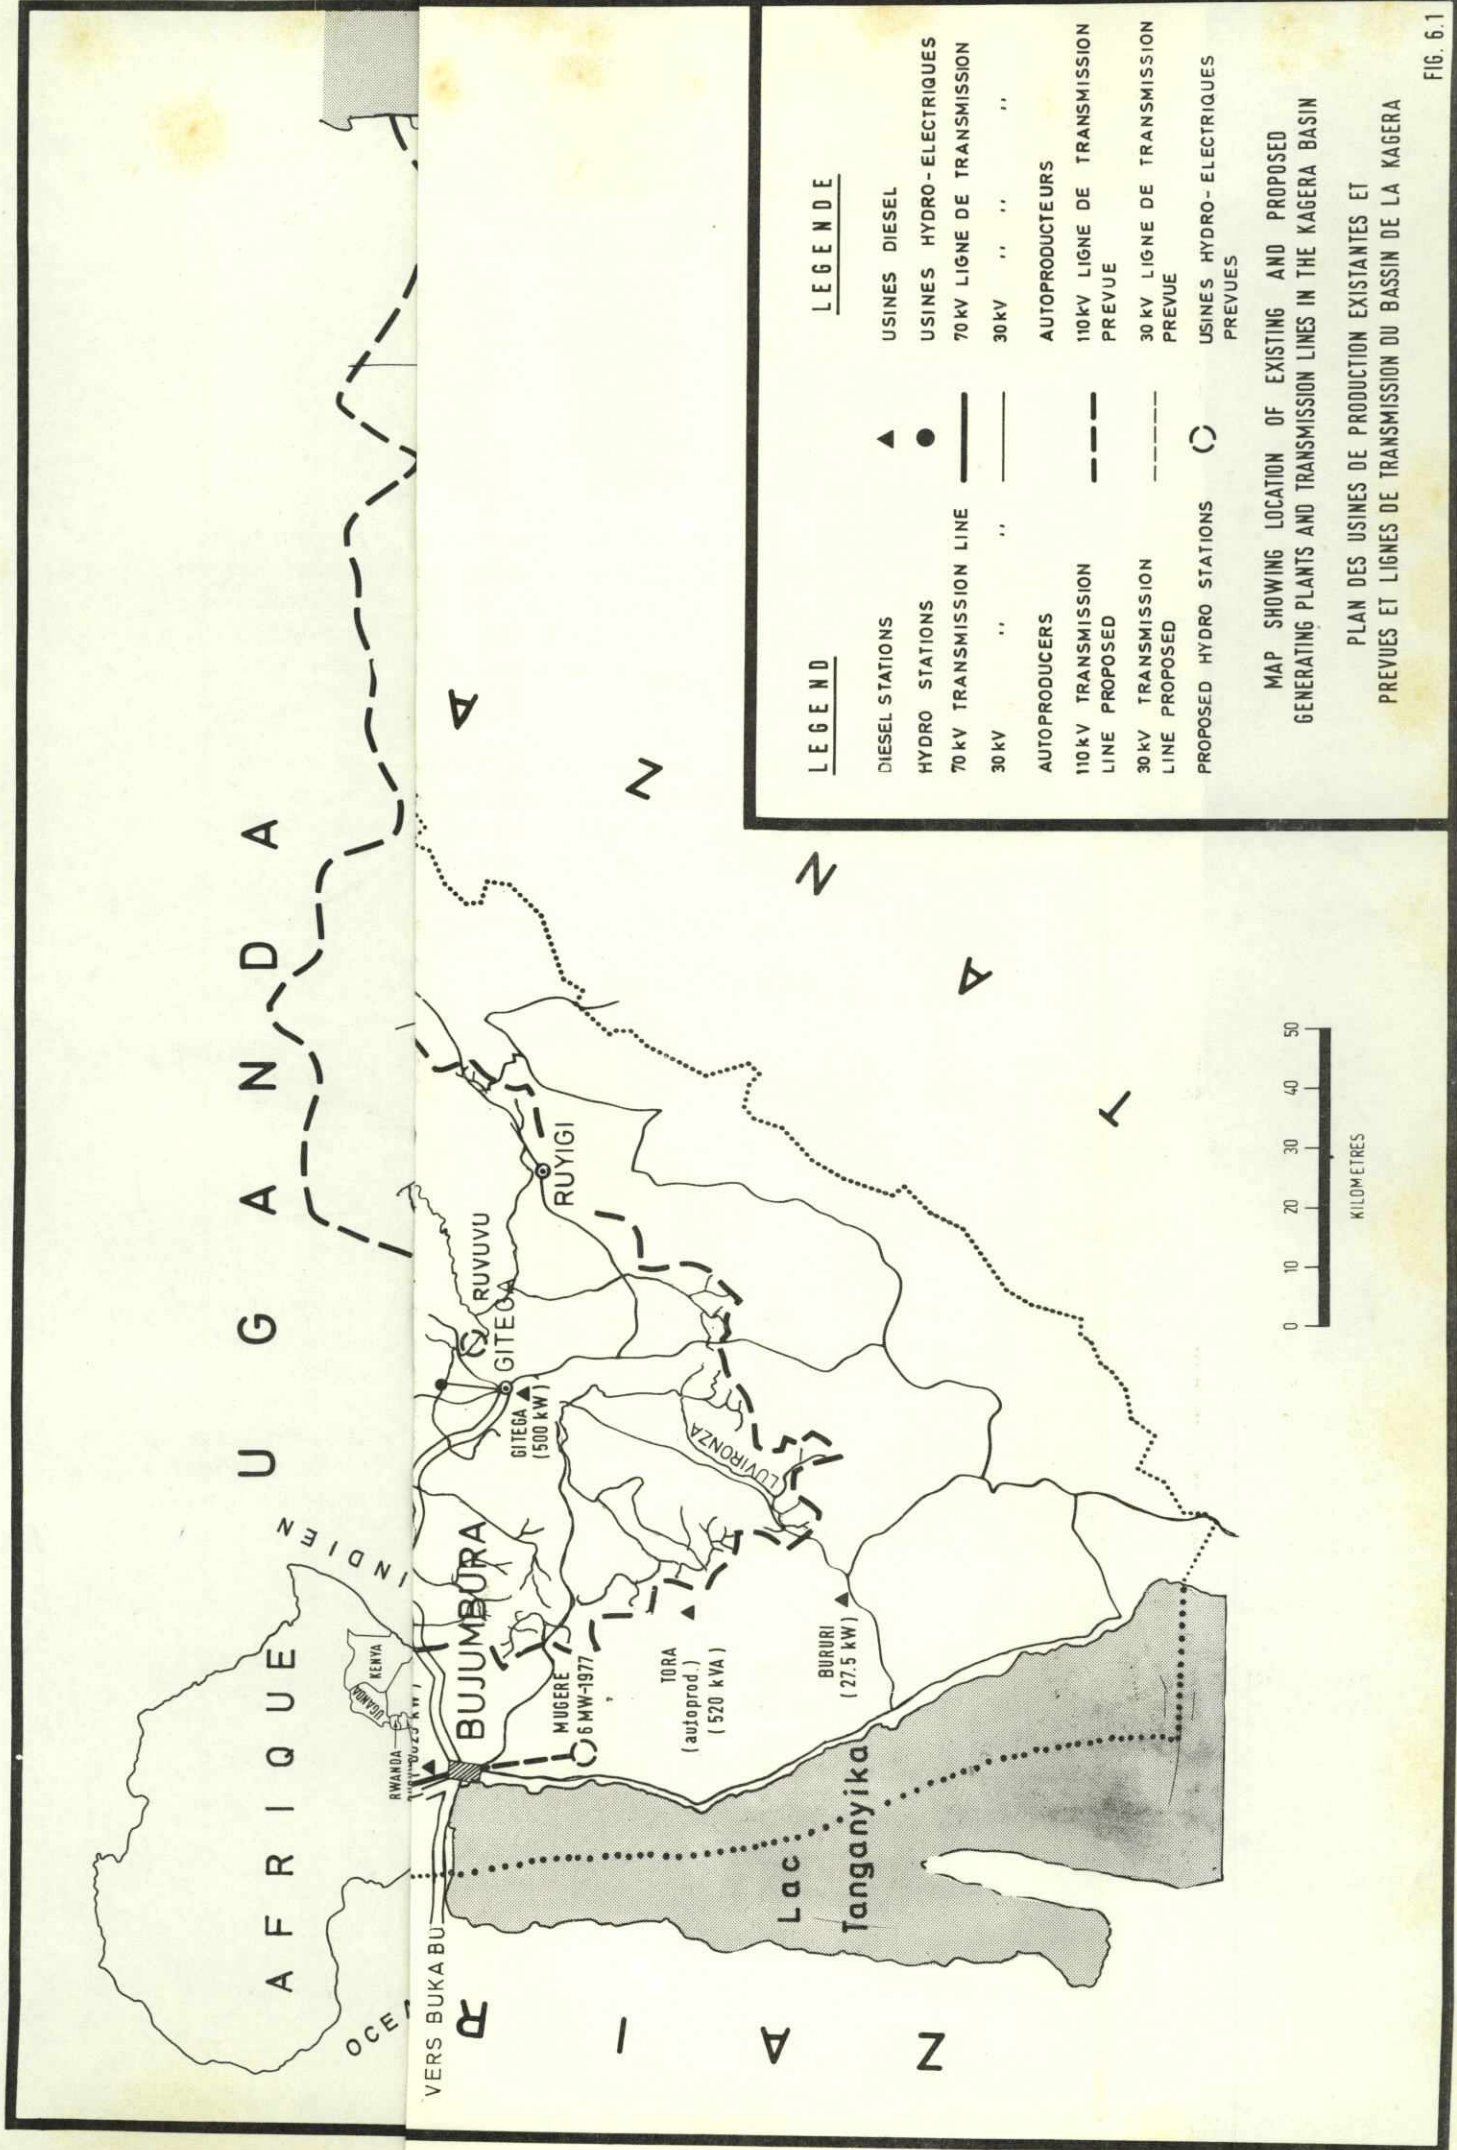 UGANDA
AFRIQUE
INDIEN
KENYA
UGANDA
RWANDA
VERS BUKABU
BUJUMBURA
RUVUVU
GITEGA
GITEGA
(500 kW)
RUYIGI
MUGERE
6 MW-1977
LUVIRONZA
TORA
(autoprod.)
(520 kVA)
BURURI
(27.5 kW)
Lac
Tanganyika
ZAIR
TANZA
0 10 20 30 40 50
KILOMETRES
LEGEND
LEGENDE
DIESEL STATIONS
USINES DIESEL
HYDRO STATIONS
USINES HYDRO-ELECTRIQUES
70 kV TRANSMISSION LINE
70 kV LIGNE DE TRANSMISSION
30 kV ,, ,,
30 kV ,, ,, ,,
AUTOPRODUCERS
AUTOPRODUCTEURS
110 kV TRANSMISSION
LINE PROPOSED
110 kV LIGNE DE TRANSMISSION
PREVUE
30 kV TRANSMISSION
LINE PROPOSED
30 kV LIGNE DE TRANSMISSION
PREVUE
PROPOSED HYDRO STATIONS
USINES HYDRO-ELECTRIQUES
PREVUES
MAP SHOWING LOCATION OF EXISTING AND PROPOSED
GENERATING PLANTS AND TRANSMISSION LINES IN THE KAGERA BASIN
PLAN DES USINES DE PRODUCTION EXISTANTES ET
PREVUES ET LIGNES DE TRANSMISSION DU BASSIN DE LA KAGERA
FIG. 6.1